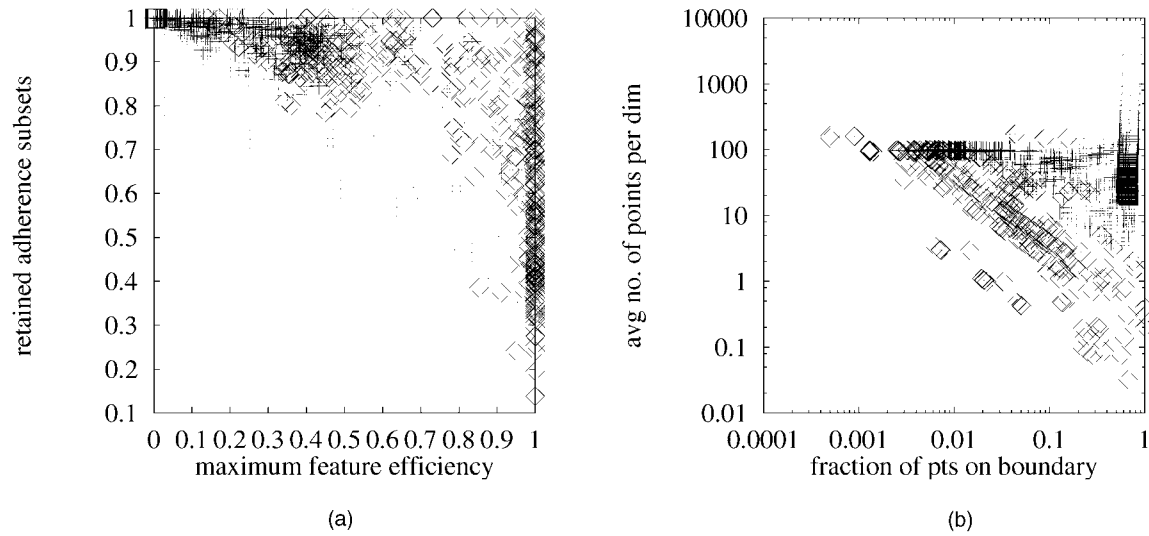 1
0.9
0.8
0.7
0.6
0.5
0.4
0.3
0.2
0.1
retained adherence subsets
0 0.1 0.2 0.3 0.4 0.5 0.6 0.7 0.8 0.9 1
maximum feature efficiency
(a)
10000
1000
100
10
1
0.1
0.01
avg no. of points per dim
0.0001 0.001 0.01 0.1 1
fraction of pts on boundary
(b)